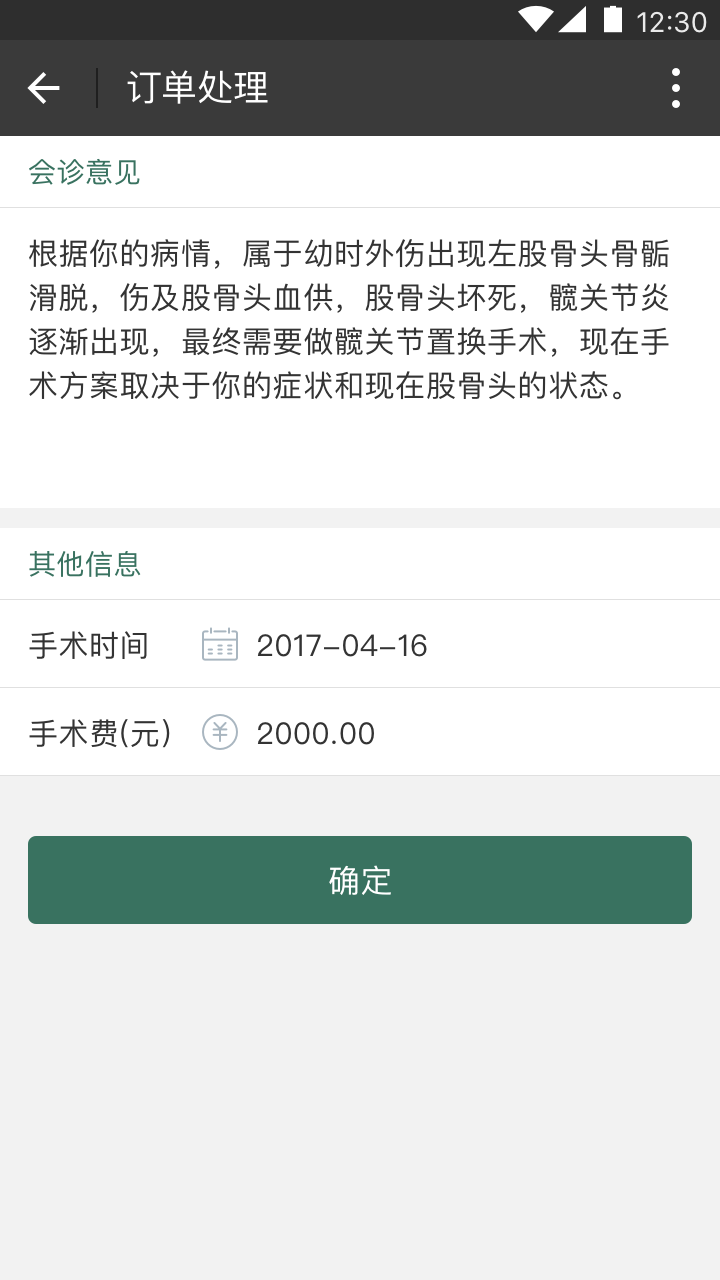 12:30
订单处理
会诊意见
根据你的病情，属于幼时外伤出现左股骨头骨骺
滑脱，伤及股骨头血供，股骨头坏死，髋关节炎
逐渐出现，最终需要做髋关节置换手术，现在手
术方案取决于你的症状和现在股骨头的状态。
其他信息
手术时间 2017-04-16
手术费(元) 2000.00
确定